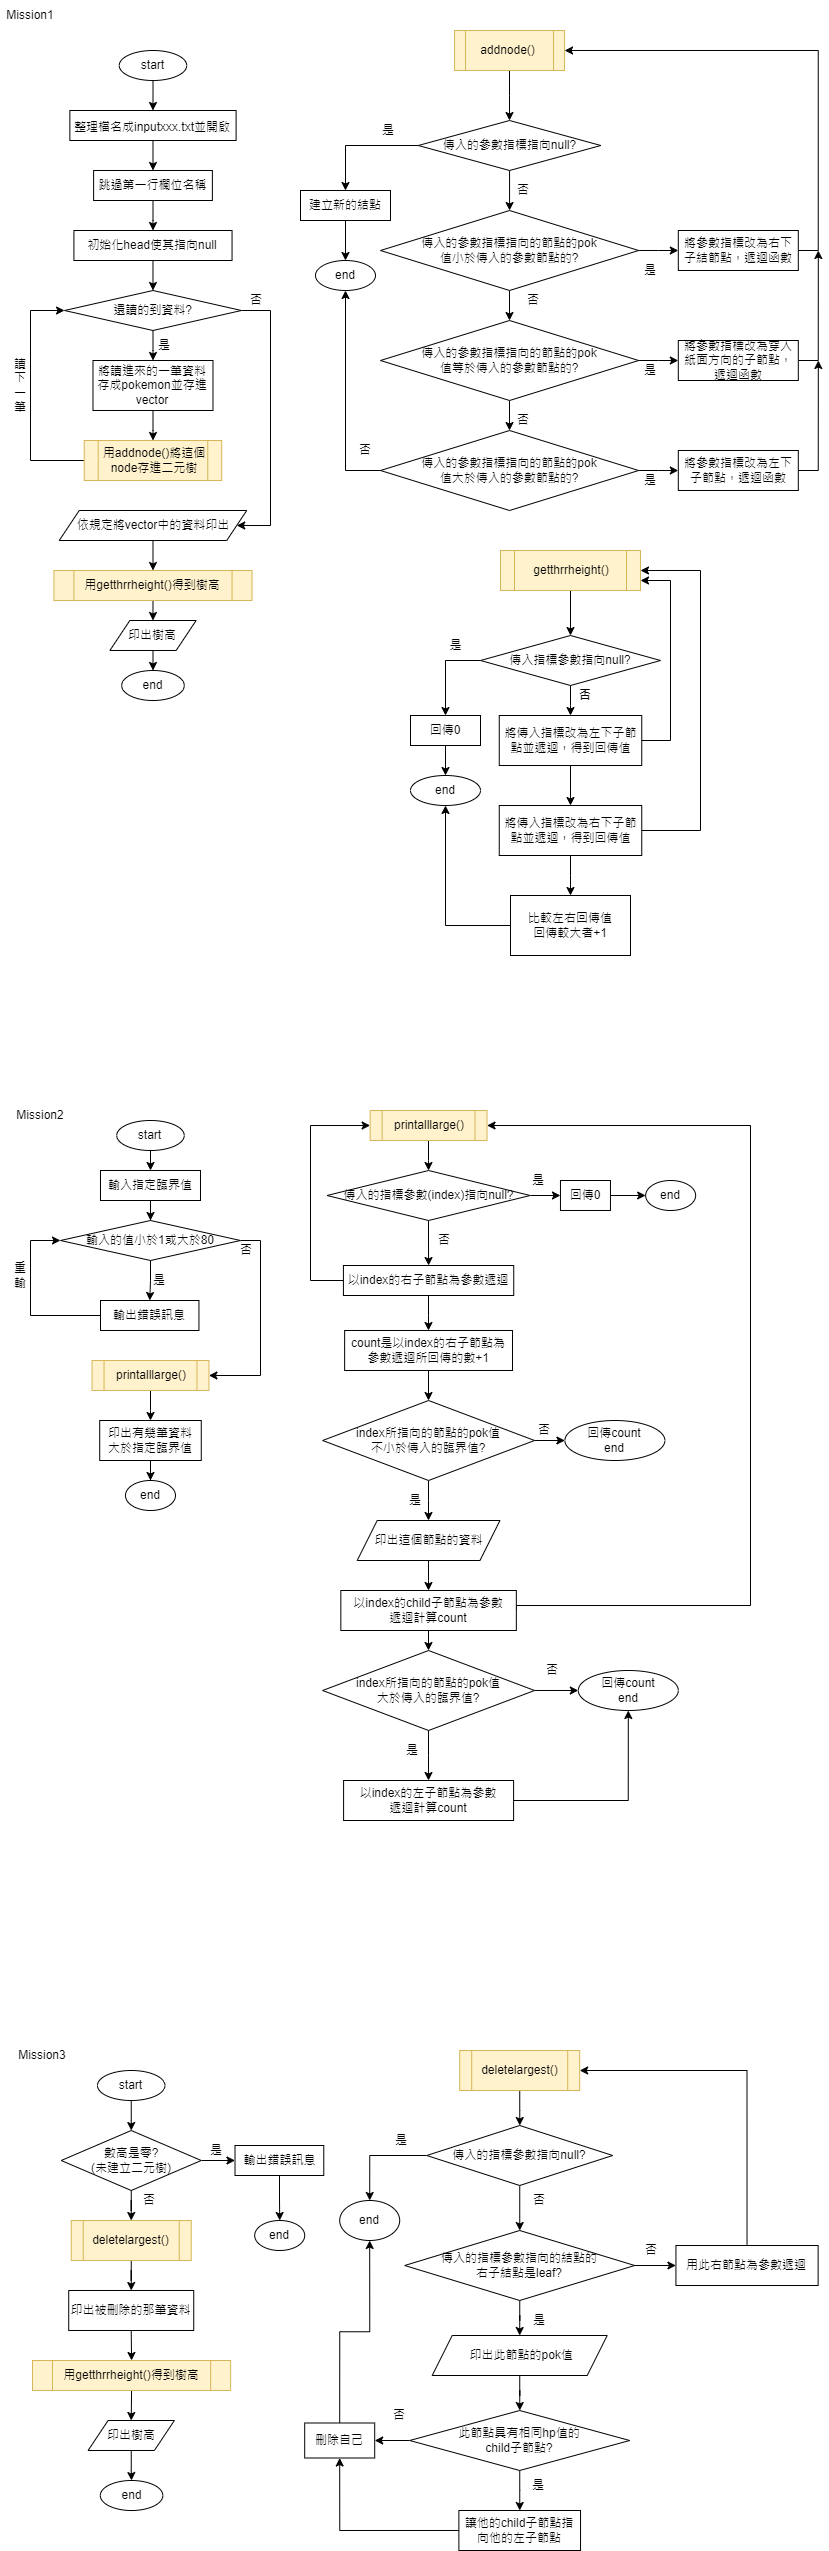 Mission1
start
整理檔名成inputxxx.txt並開啟
跳過第一行欄位名稱
初始化head使其指向null
還讀的到資料?
否
是
讀
下
一
筆
將讀進來的一筆資料
存成pokemon並存進
vector
用addnode()將這個
node存進二元樹
依規定將vector中的資料印出
用getthrrheight()得到樹高
印出樹高
end
addnode()
傳入的參數指標指向null?
是
否
建立新的結點
end
傳入的參數指標指向的節點的pok
值小於傳入的參數節點的?
是
將參數指標改為右下
子結節點，遞迴函數
否
傳入的參數指標指向的節點的pok
值等於傳入的參數節點的?
是
將參數指標改為穿入
紙面方向的子節點，
遞迴函數
否
傳入的參數指標指向的節點的pok
值大於傳入的參數節點的?
否
是
將參數指標改為左下
子節點，遞迴函數
getthrrheight()
傳入指標參數指向null?
是
否
回傳0
end
將傳入指標改為左下子節
點並遞迴，得到回傳值
將傳入指標改為右下子節
點並遞迴，得到回傳值
比較左右回傳值
回傳較大者+1
Mission2
start
輸入指定臨界值
輸入的值小於1或大於80
否
是
重
輸
輸出錯誤訊息
printalllarge()
印出有幾筆資料
大於指定臨界值
end
printalllarge()
傳入的指標參數(index)指向null?
是
回傳0
end
否
以index的右子節點為參數遞迴
count是以index的右子節點為
參數遞迴所回傳的數+1
index所指向的節點的pok值
不小於傳入的臨界值?
否
回傳count
end
是
印出這個節點的資料
以index的child子節點為參數
遞迴計算count
index所指向的節點的pok值
大於傳入的臨界值?
否
回傳count
end
是
以index的左子節點為參數
遞迴計算count
Mission3
start
數高是零?
(未建立二元樹)
是
輸出錯誤訊息
end
否
deletelargest()
印出被刪除的那筆資料
用getthrrheight()得到樹高
印出樹高
end
deletelargest()
傳入的指標參數指向null?
是
end
否
傳入的指標參數指向的結點的
右子結點是leaf?
否
用此右節點為參數遞迴
是
印出此節點的pok值
此節點具有相同hp值的
child子節點?
否
刪除自己
是
讓他的child子節點指
向他的左子節點